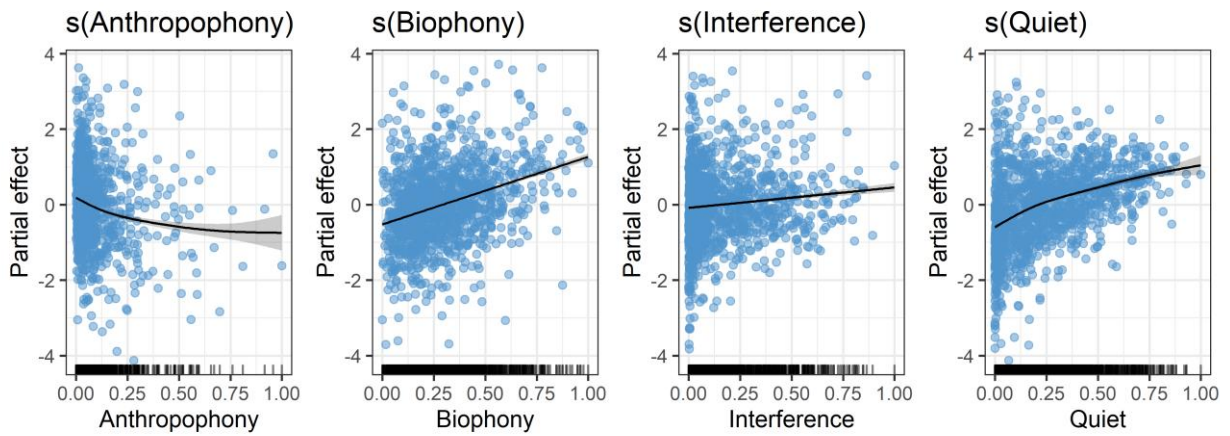 s(Anthropophony)
s(Biophony)
s(Interference)
s(Quiet)
Partial effect
4
2
0
-2
-4
0.00 0.25 0.50 0.75 1.00
Anthropophony
Partial effect
4
2
0
-2
-4
0.00 0.25 0.50 0.75 1.00
Biophony
Partial effect
4
2
0
-2
-4
0.00 0.25 0.50 0.75 1.00
Interference
Partial effect
4
2
0
-2
-4
0.00 0.25 0.50 0.75 1.00
Quiet